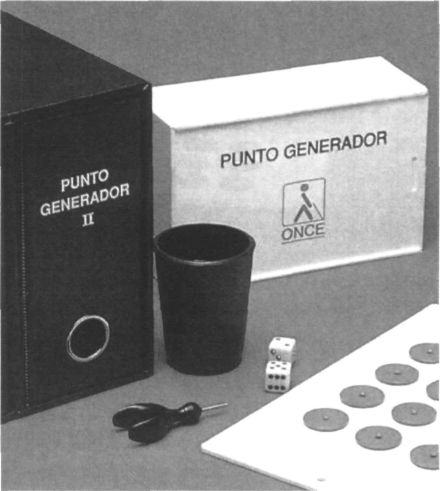 PUNTO
GENERADOR
II
PUNTO GENERADOR
ONCE